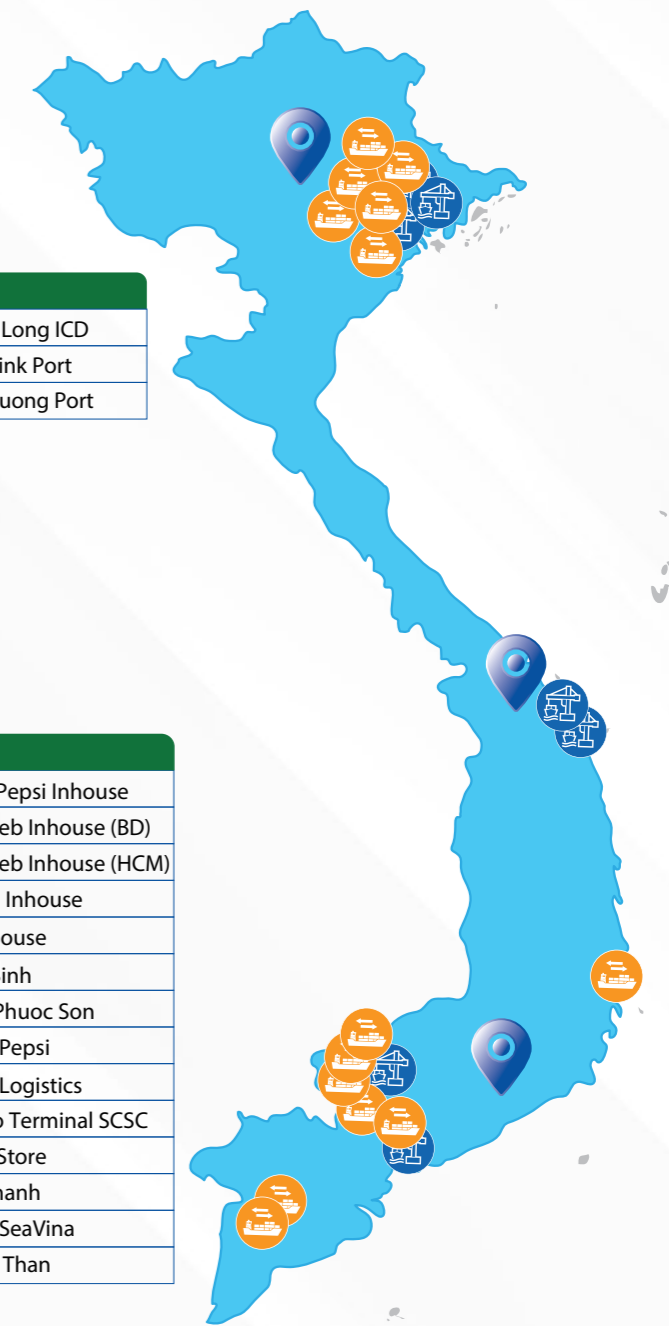 Long ICD
ink Port
uong Port
Pepsi Inhouse
eb Inhouse (BD)
eb Inhouse (HCM)
Inhouse
ouse
inh
Phuoc Son
Pepsi
Logistics
o Terminal SCSC
Store
hanh
SeaVina
Than